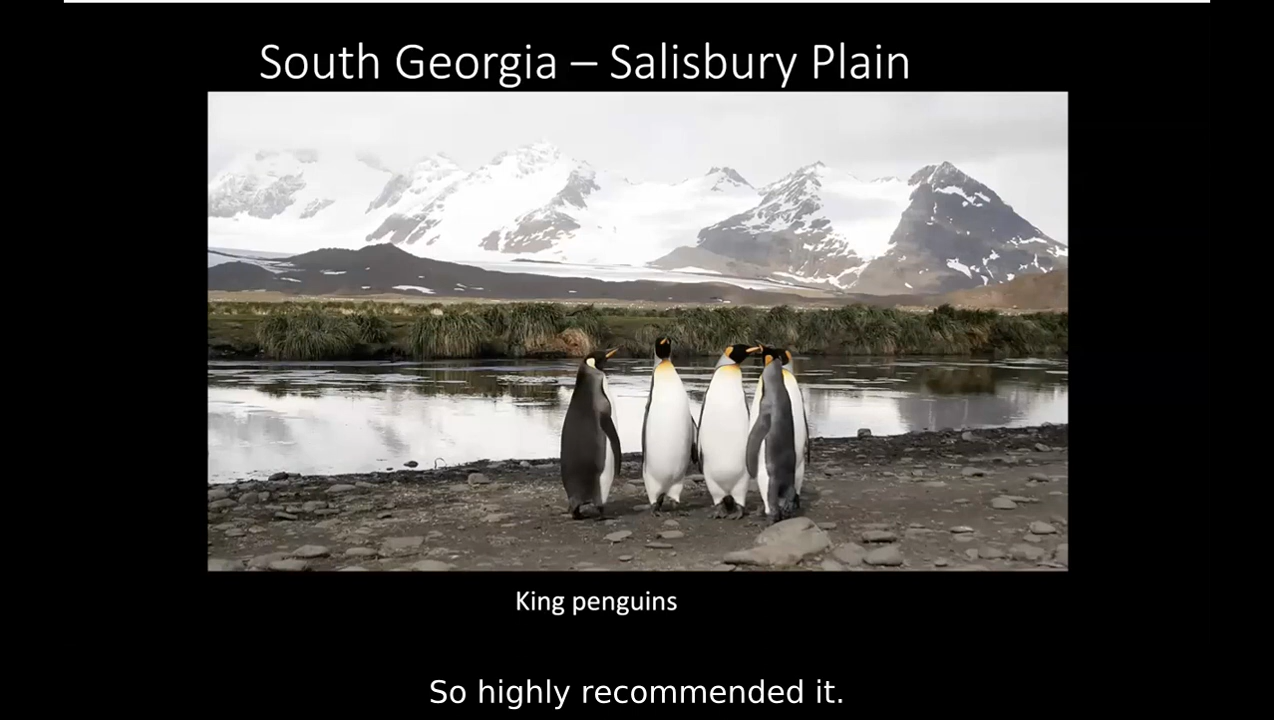 South Georgia – Salisbury Plain
King penguins
So highly recommended it.